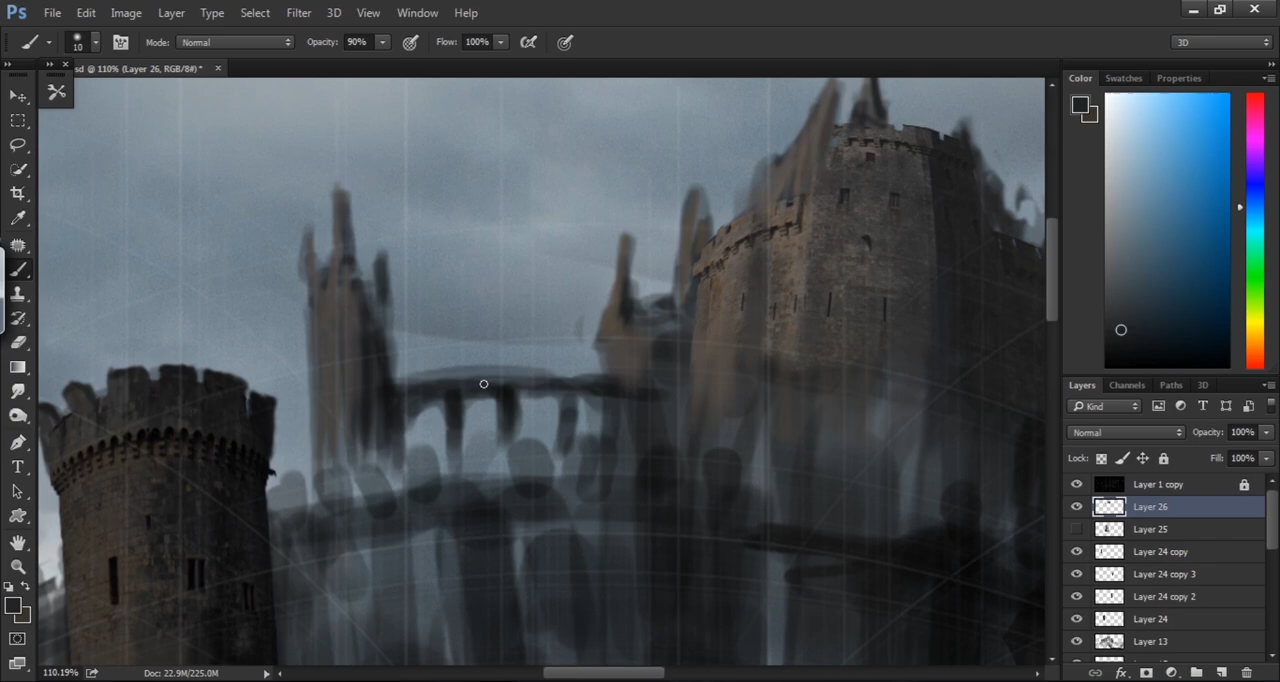 Ps File Edit Image Layer Type Select Filter 3D View Window Help
10 Mode: Normal Opacity: 90% Flow: 100% 3D
sd @ 110% (Layer 26, RGB/8#) *
Color Swatches Properties
Layers Channels Paths 3D
Kind
Normal Opacity: 100%
Lock: Fill: 100%
Layer 1 copy
Layer 26
Layer 25
Layer 24 copy
Layer 24 copy 3
Layer 24 copy 2
Layer 24
Layer 13
110.19% Doc: 22.9M/225.0M